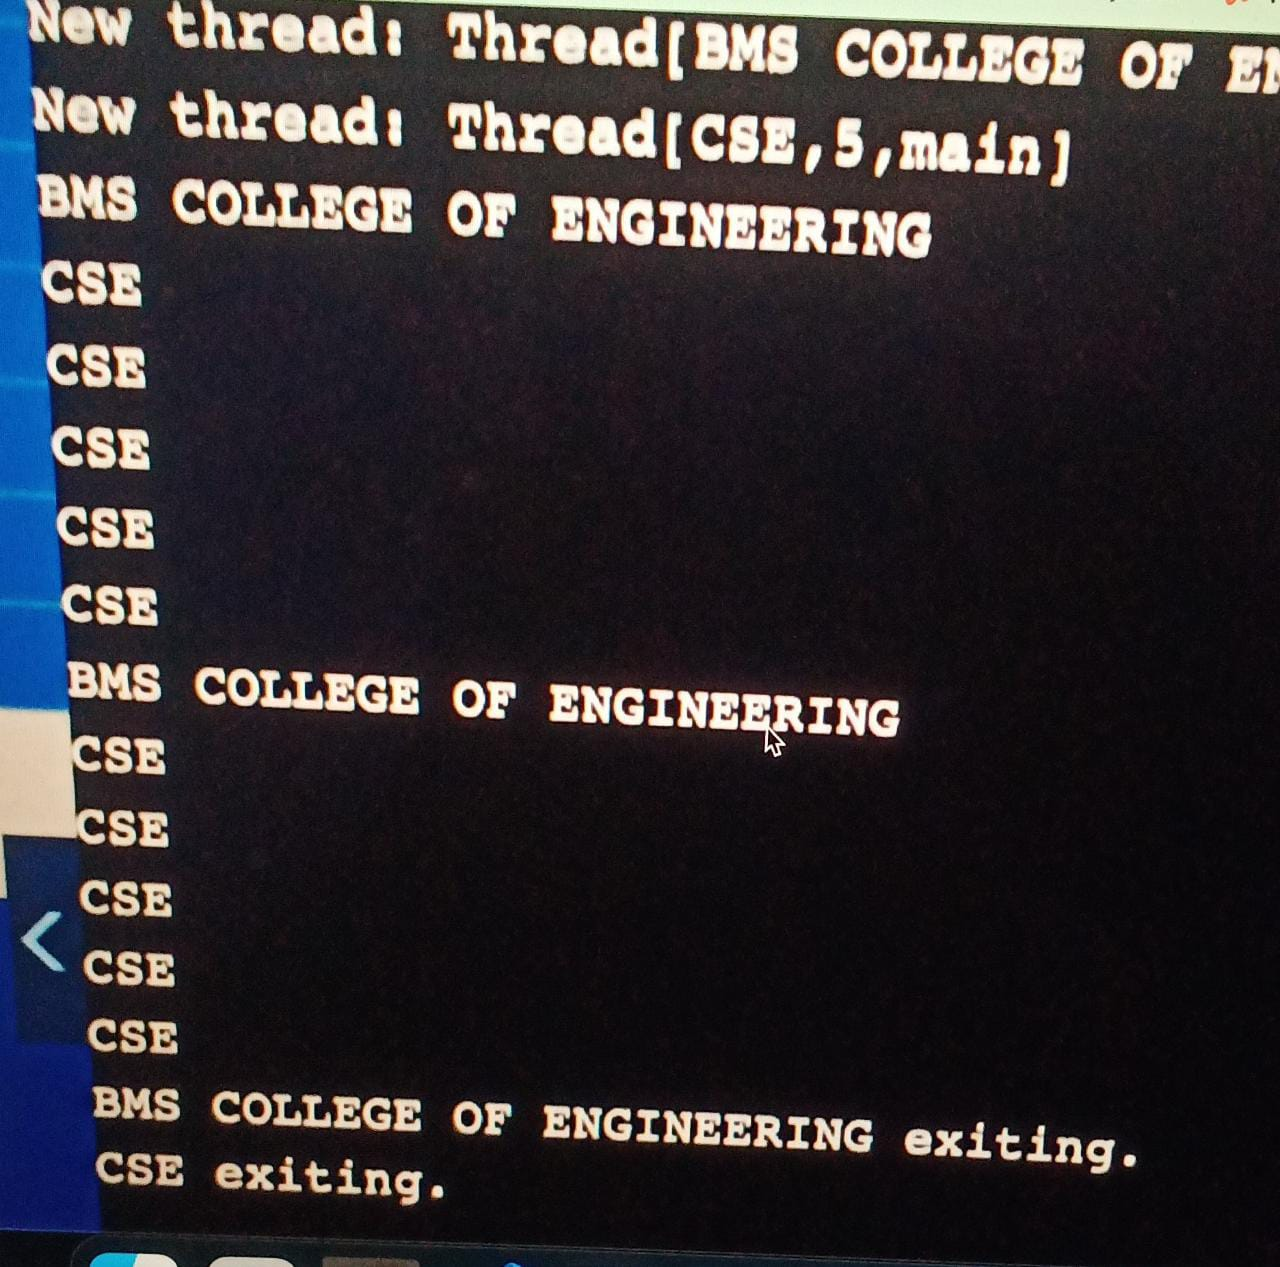 New thread: Thread[BMS COLLEGE OF
New thread: Thread[CSE,5,main]
BMS COLLEGE OF ENGINEERING
CSE
CSE
CSE
CSE
CSE
BMS COLLEGE OF ENGINEERING
CSE
CSE
CSE
CSE
CSE
BMS COLLEGE OF ENGINEERING exiting.
CSE exiting.